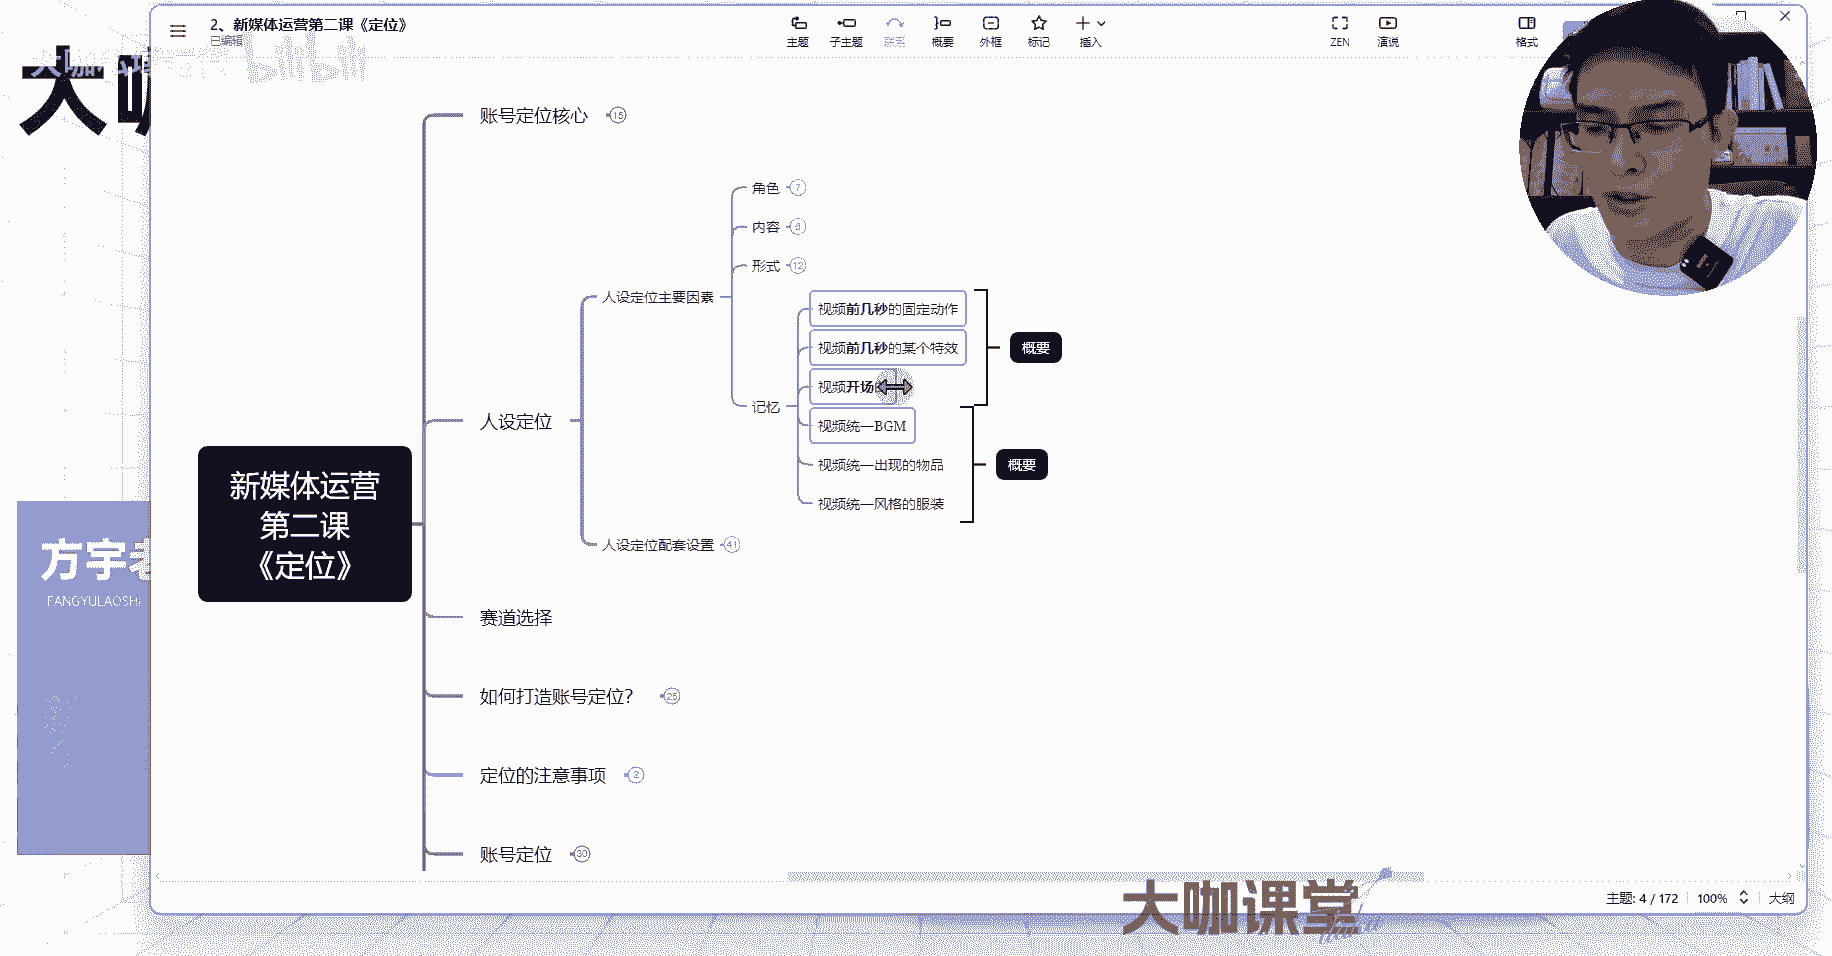 2、新媒体运营第二课《定位》
已编辑
主题
子主题
联系
概要
外框
标记
插入
ZEN
演说
格式
大咖
bilibili
账号定位核心 15
角色 7
内容 8
形式 12
人设定位主要因素
视频前几秒的固定动作
视频前几秒的某个特效
概要
视频开场
记忆
人设定位
视频统一BGM
视频统一出现的物品
概要
视频统一风格的服装
新媒体运营
第二课
《定位》
人设定位配套设置 41
方宇老
FANGYULAOSHI
赛道选择
如何打造账号定位? 25
定位的注意事项 2
账号定位 30
大咖课堂
主题: 4 / 172
100%
大纲